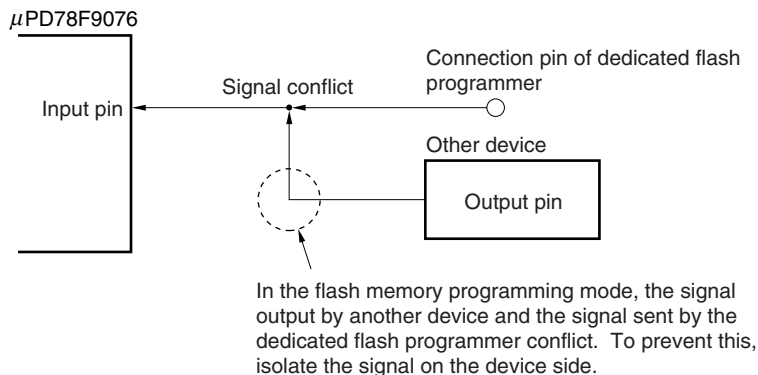 μPD78F9076
Connection pin of dedicated flash
programmer
Signal conflict
Input pin
Other device
Output pin
In the flash memory programming mode, the signal
output by another device and the signal sent by the
dedicated flash programmer conflict.  To prevent this,
isolate the signal on the device side.